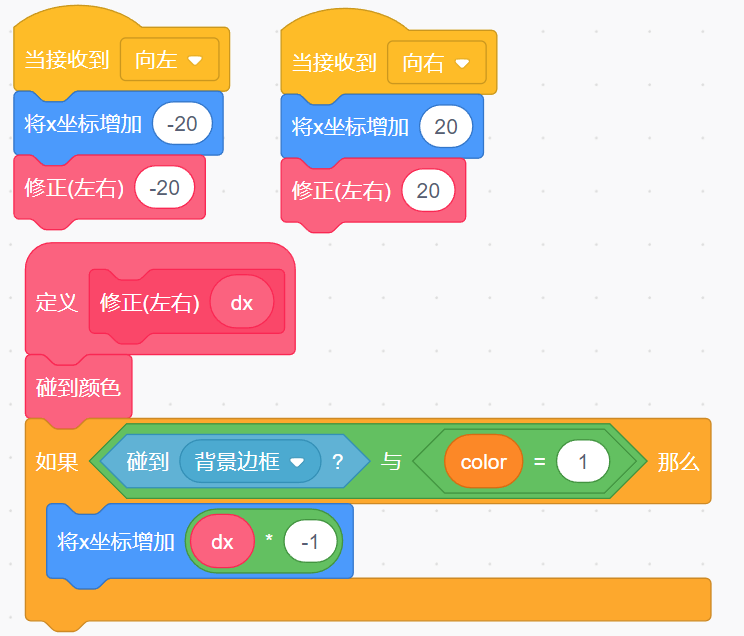 当接收到 向左
将x坐标增加 -20
修正(左右) -20
当接收到 向右
将x坐标增加 20
修正(左右) 20
定义 修正(左右) dx
碰到颜色
如果 碰到 背景边框 ? 与 color = 1 那么
将x坐标增加 dx * -1